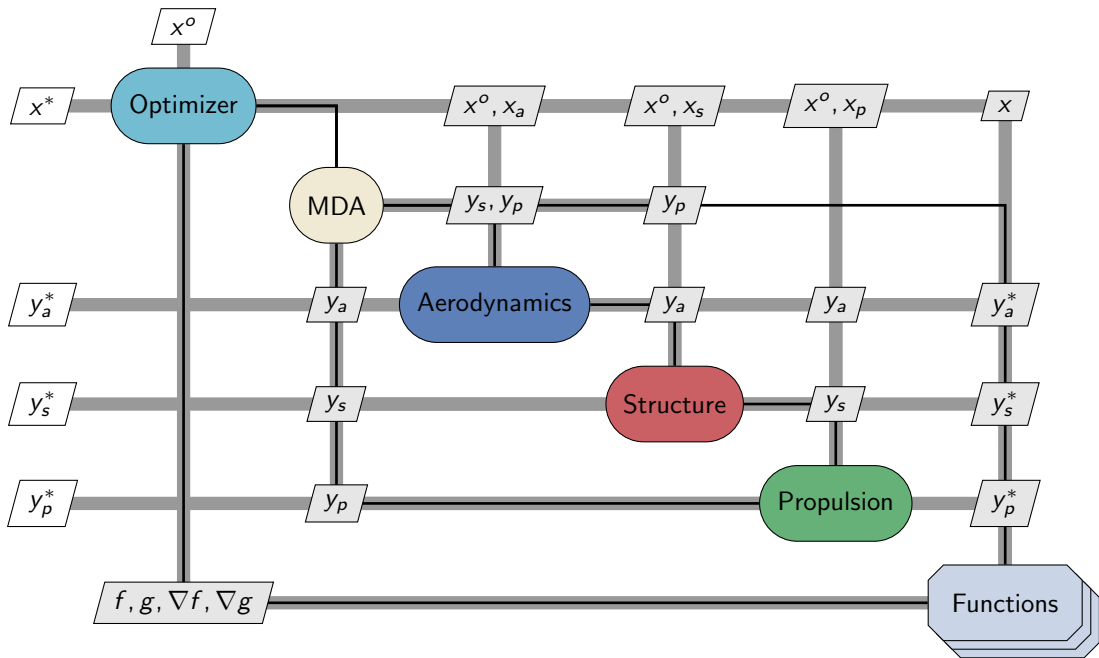 x^o
x^* Optimizer x^o, x_a x^o, x_s x^o, x_p x
MDA y_s, y_p y_p
y_a^* y_a Aerodynamics y_a y_a y_a^*
y_s^* y_s Structure y_s y_s^*
y_p^* y_p Propulsion y_p^*
f, g, ∇f, ∇g Functions